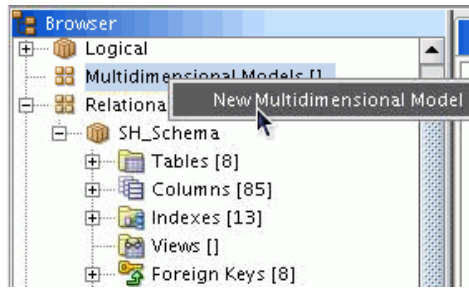 Browser
Logical
Multidimensional Models []
New Multidimensional Model
Relationa
SH_Schema
Tables [8]
Columns [85]
Indexes [13]
Views []
Foreign Keys [8]